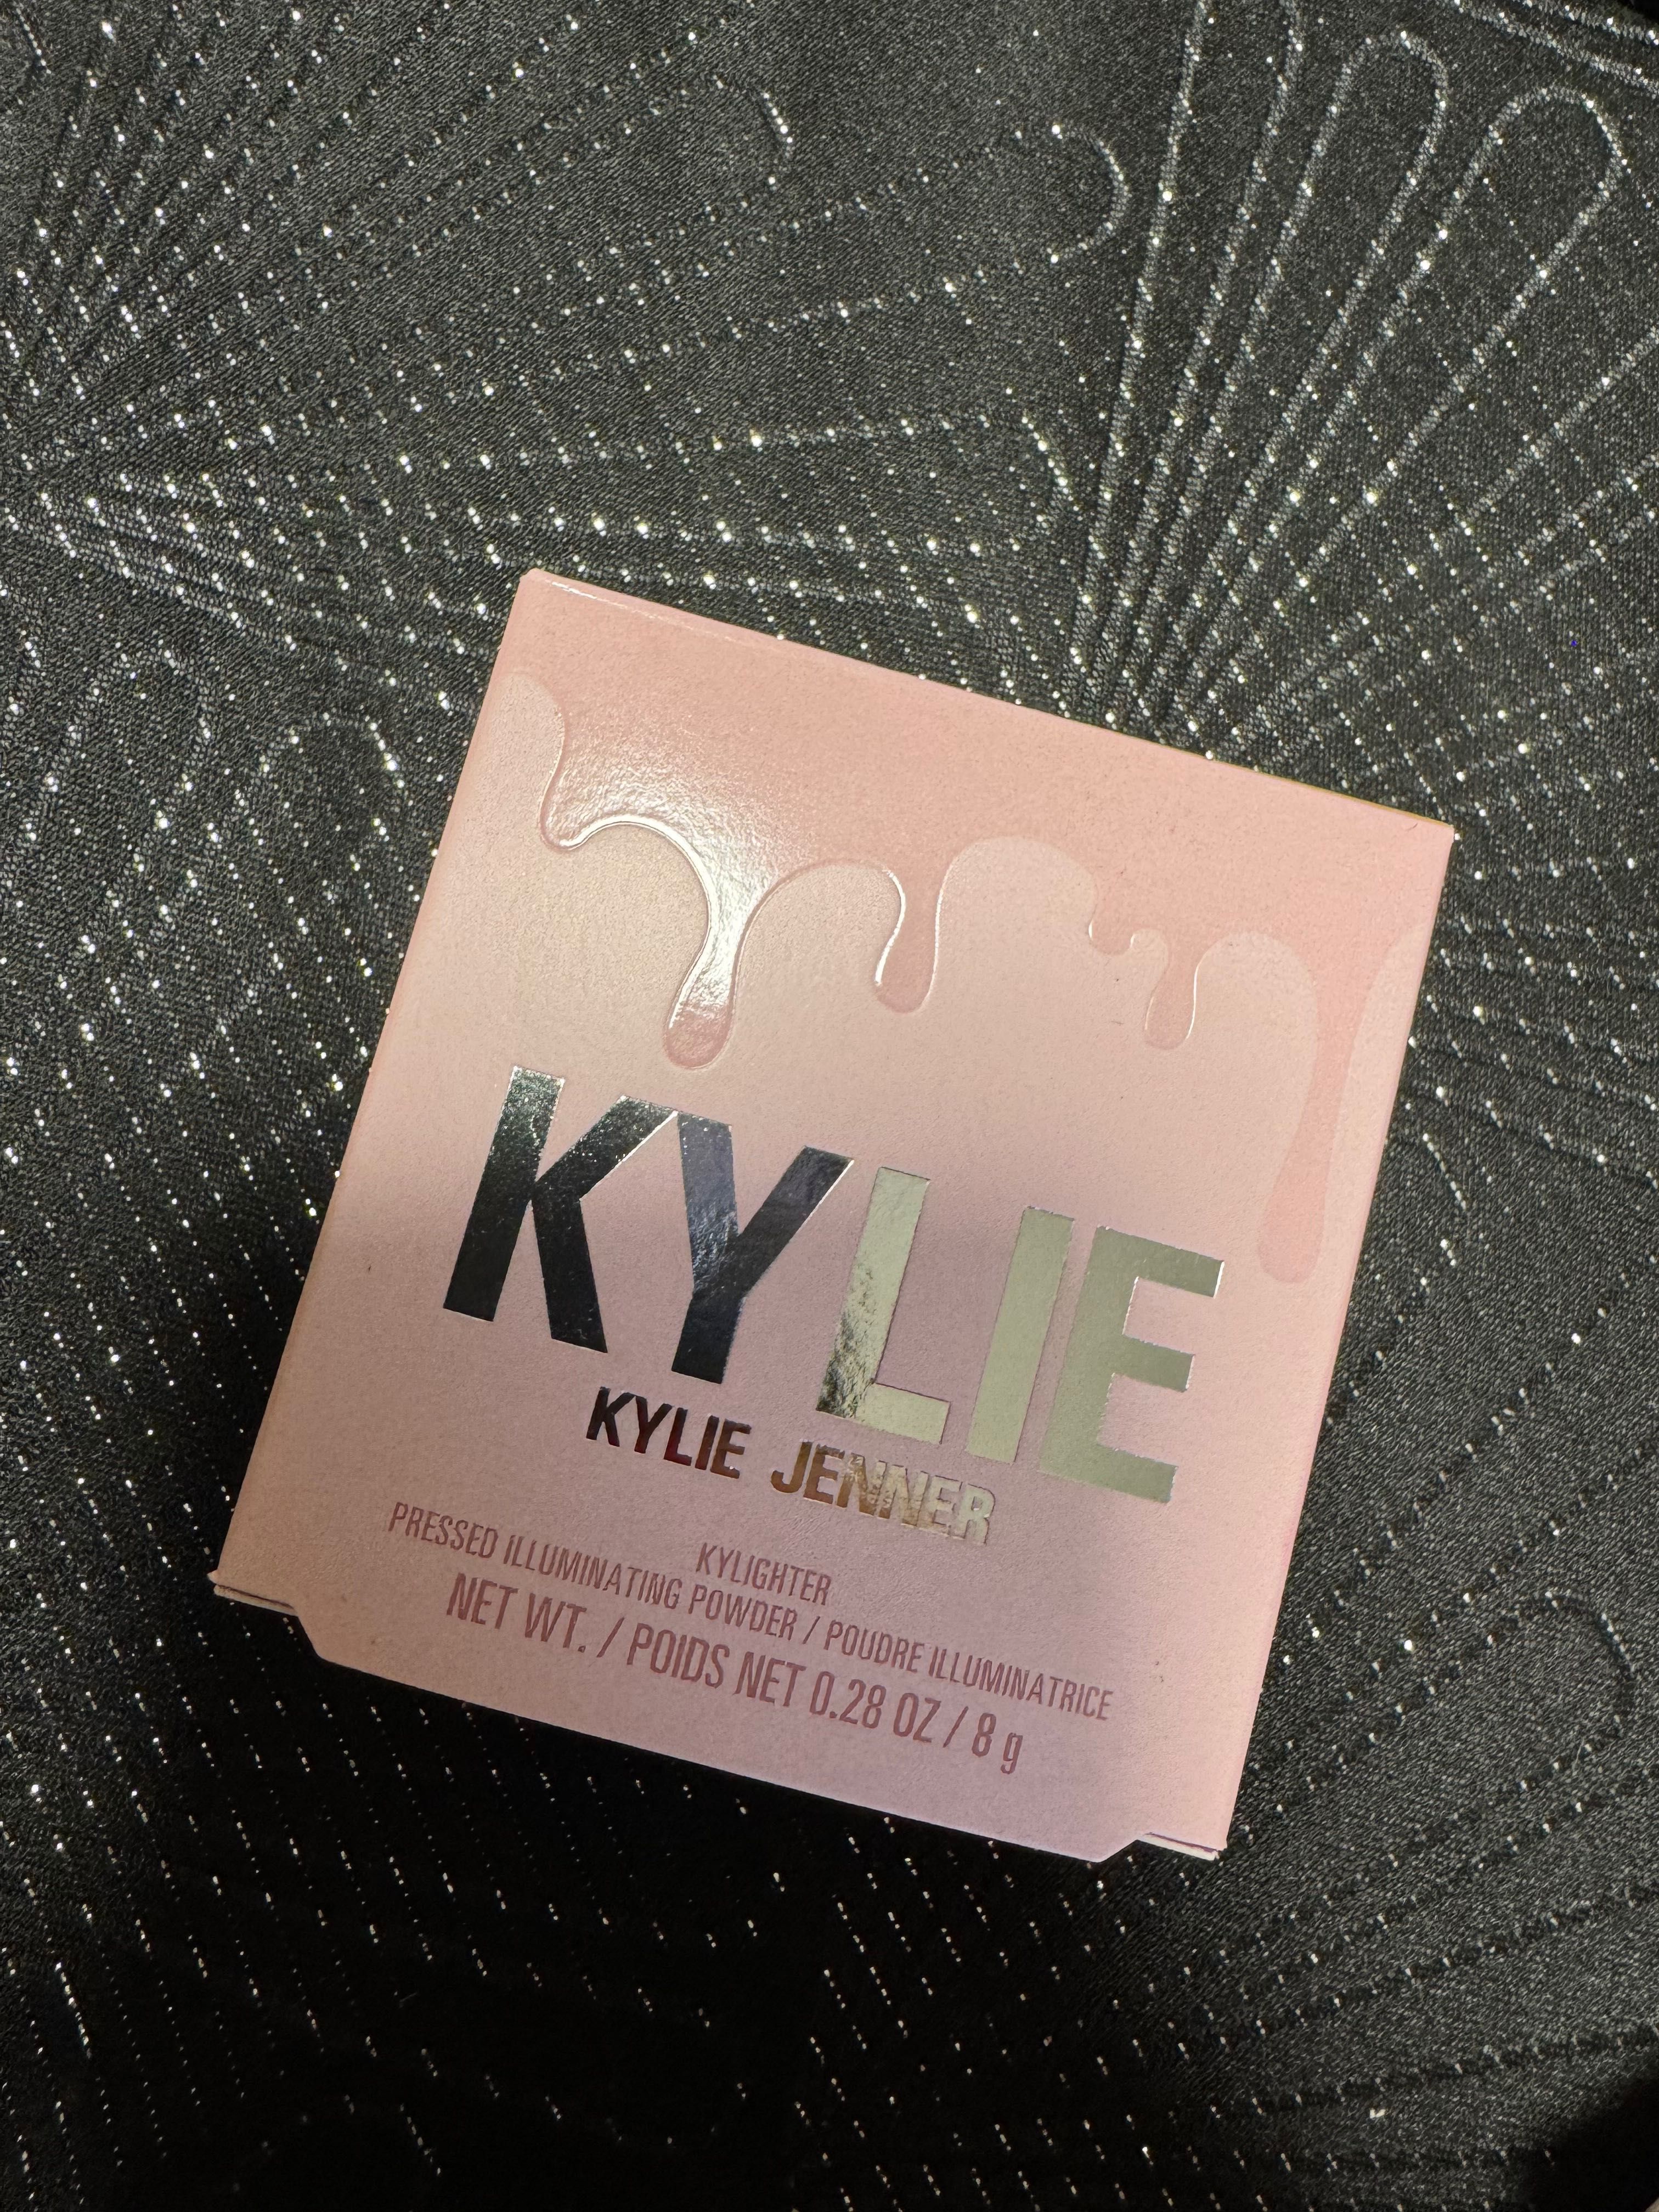 KYLIE
KYLIE JENNER
KYLIGHTER
PRESSED ILLUMINATING POWDER / POUDRE ILLUMINATRICE
NET WT. / POIDS NET 0.28 OZ / 8 g